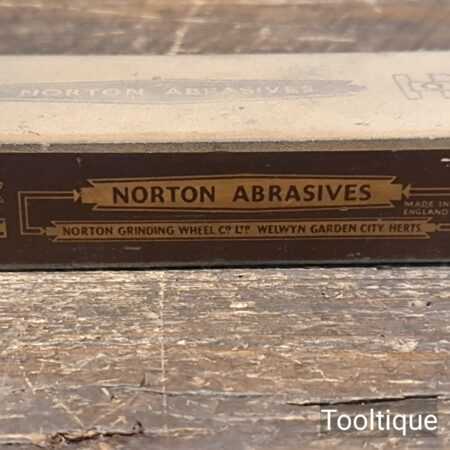 NORTON ABRASIVES
NORTON ABRASIVES
MADE IN
ENGLAND
NORTON GRINDING WHEEL Cº Lᵀᴰ WELWYN GARDEN CITY HERTS
Tooltique